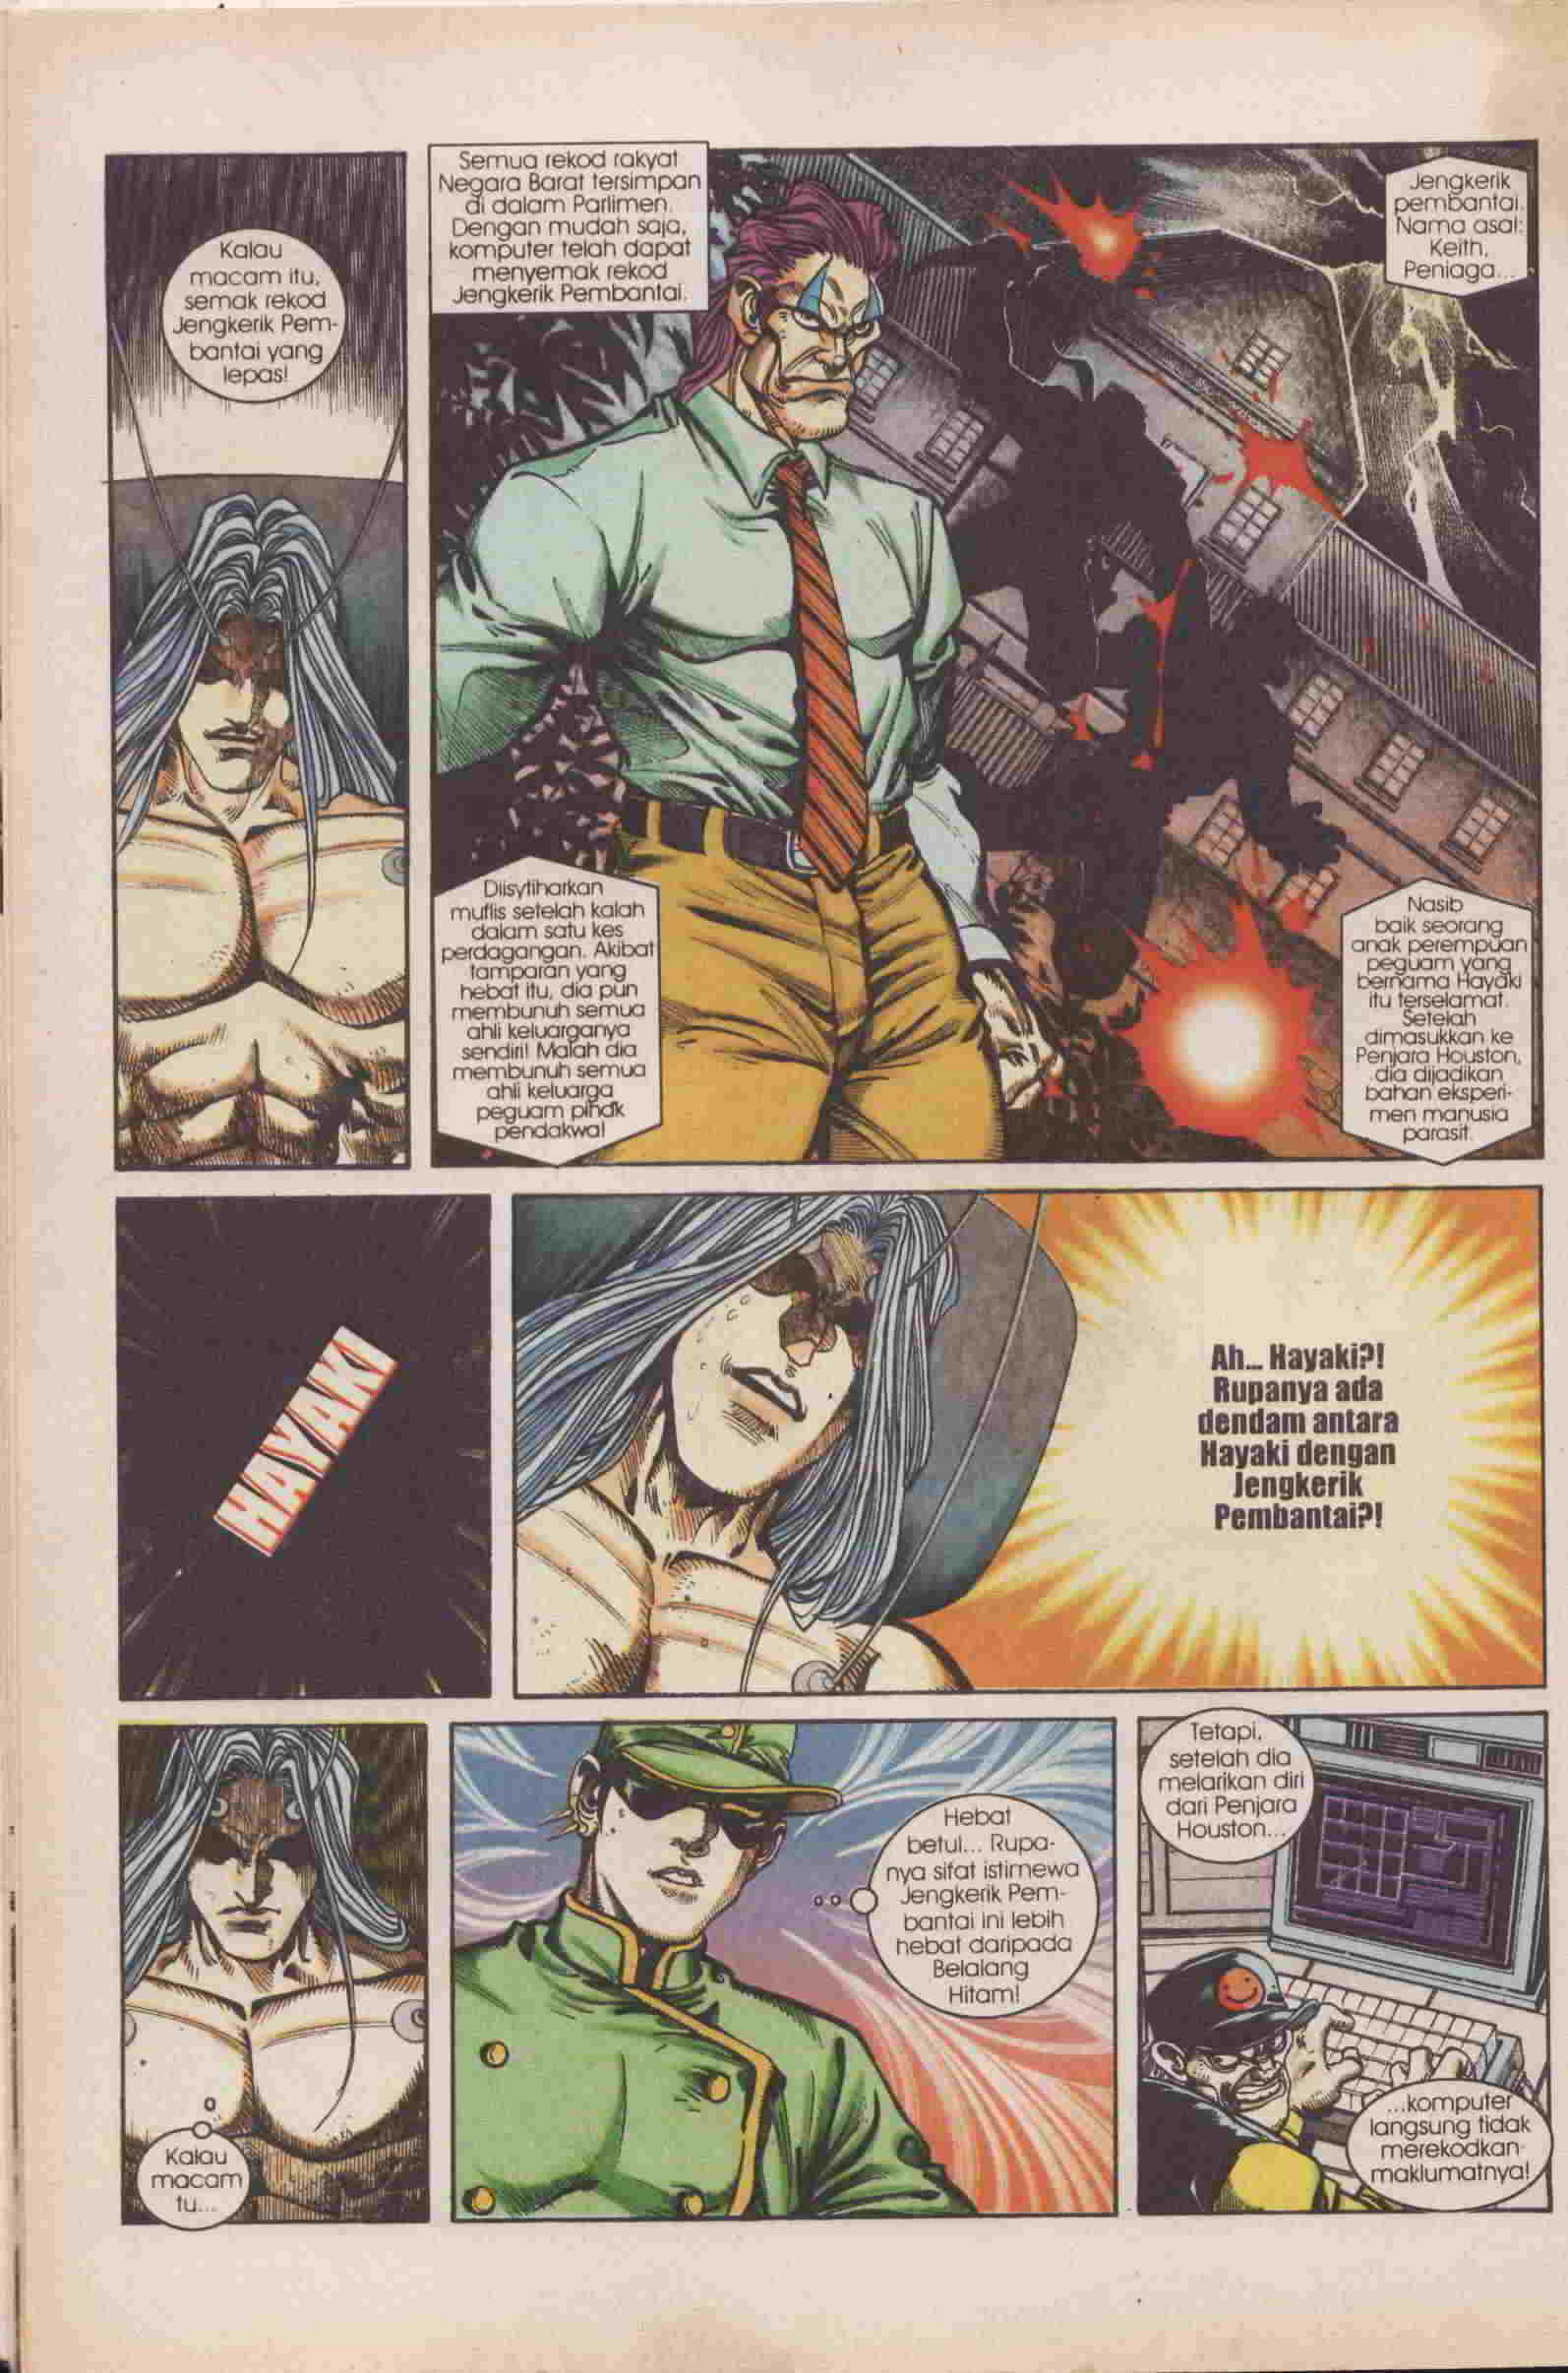 Kalau
macam itu,
semak rekod
Jengkerik Pem-
bantai yang
lepas!
Semua rekod rakyat
Negara Barat tersimpan
di dalam Parlimen.
Dengan mudah saja,
komputer telah dapat
menyemak rekod
Jengkerik Pembantai.
Jengkerik
pembantai.
Nama asal:
Keith,
Peniaga...
Diisytiharkan
muflis setelah kalah
dalam satu kes
perdagangan. Akibat
tamparan yang
hebat itu, dia pun
membunuh semua
ahli keluarganya
sendiri! Malah dia
membunuh semua
ahli keluarga
peguam pihak
pendakwa!
Nasib
baik seorang
anak perempuan
peguam yang
bernama Hayaki
itu terselamat.
Setelah
dimasukkan ke
Penjara Houston,
dia dijadikan
bahan eksperi-
men manusia
parasit.
HAYAKI
Ah... Hayaki?!
Rupanya ada
dendam antara
Hayaki dengan
Jengkerik
Pembantai?!
Kalau
macam
tu...
Hebat
betul... Rupa-
nya sifat istimewa
Jengkerik Pem-
bantai ini lebih
hebat daripada
Belalang
Hitam!
Tetapi,
setelah dia
melarikan diri
dari Penjara
Houston...
...komputer
langsung tidak
merekodkan
maklumatnya!